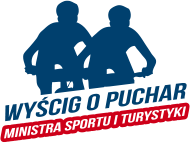 WYŚCIG O PUCHAR
MINISTRA SPORTU I TURYSTYKI